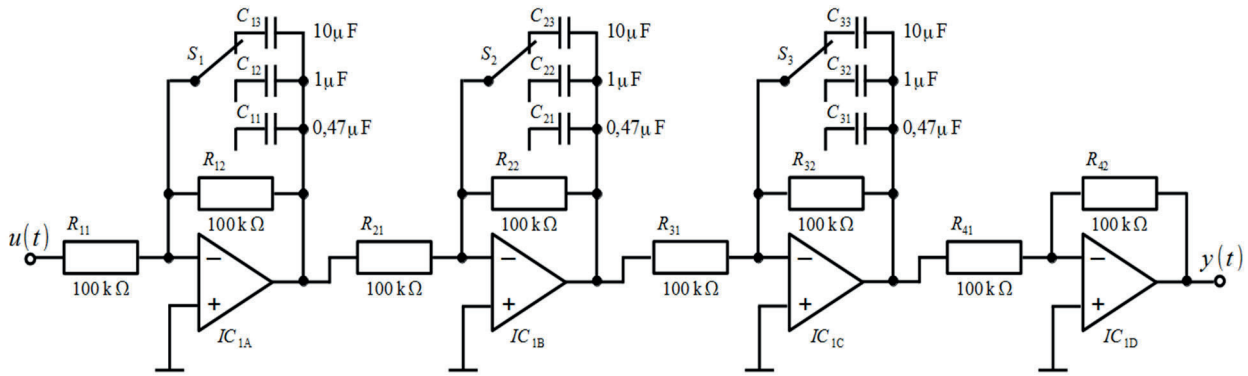 C13 10μF C23 10μF C33 10μF
S1 S2 S3
C12 1μF C22 1μF C32 1μF
C11 0,47μF C21 0,47μF C31 0,47μF
R12 R22 R32 R42
100kΩ 100kΩ 100kΩ 100kΩ
u(t) R11 R21 R31 R41 y(t)
100kΩ 100kΩ 100kΩ 100kΩ
− − − −
+ + + +
IC1A IC1B IC1C IC1D